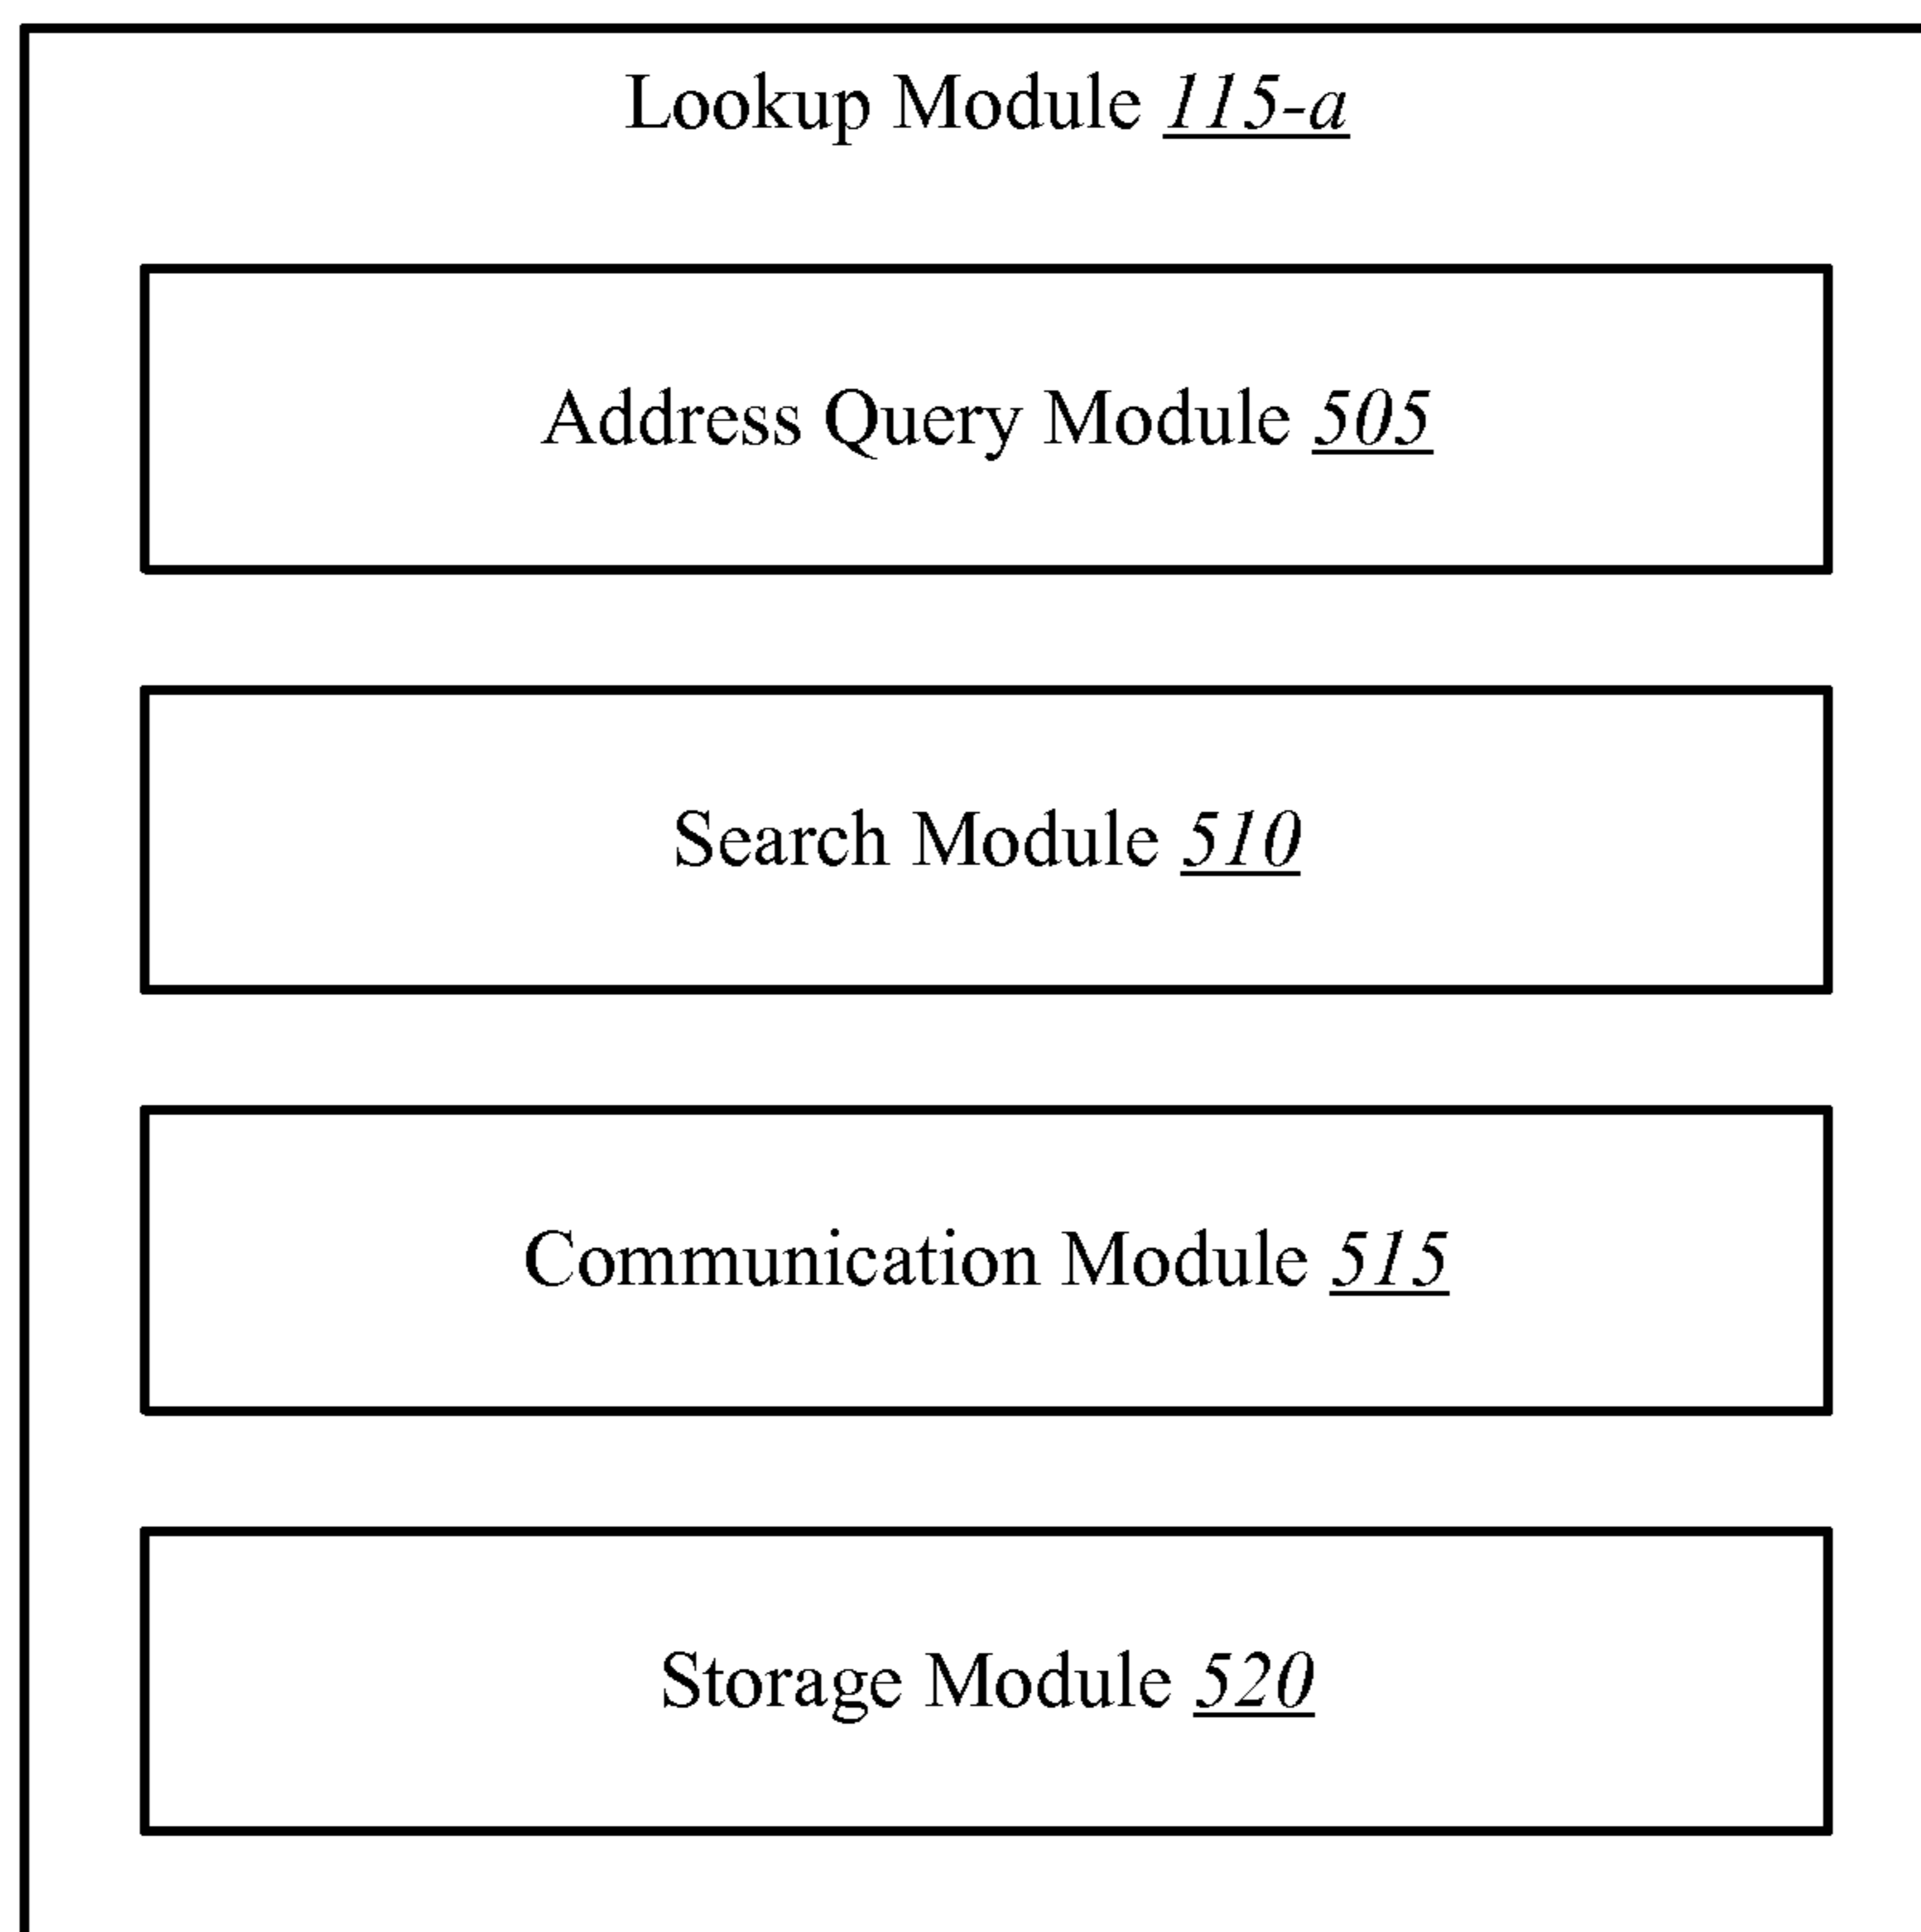 Lookup Module 115-a
Address Query Module 505
Search Module 510
Communication Module 515
Storage Module 520